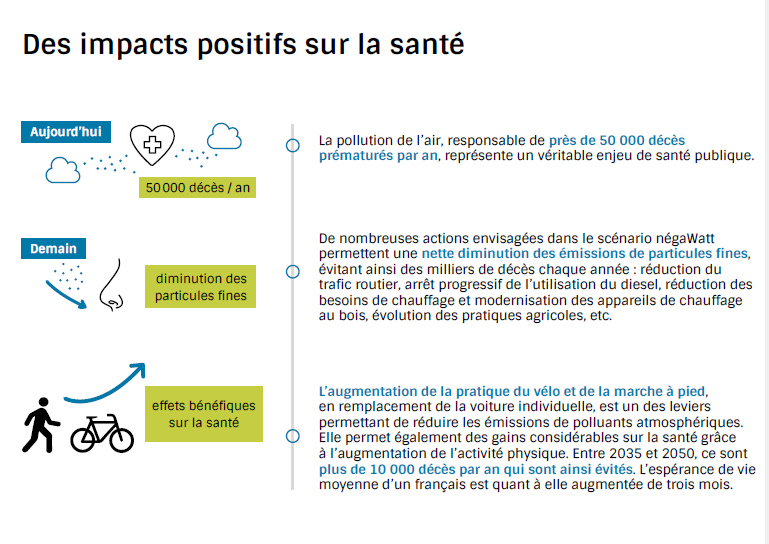 Des impacts positifs sur la santé
Aujourd'hui
50 000 décès / an
La pollution de l'air, responsable de près de 50 000 décès
prématurés par an, représente un véritable enjeu de santé publique.
Demain
diminution des
particules fines
De nombreuses actions envisagées dans le scénario négaWatt
permettent une nette diminution des émissions de particules fines,
évitant ainsi des milliers de décès chaque année : réduction du
trafic routier, arrêt progressif de l'utilisation du diesel, réduction des
besoins de chauffage et modernisation des appareils de chauffage
au bois, évolution des pratiques agricoles, etc.
effets bénéfiques
sur la santé
L'augmentation de la pratique du vélo et de la marche à pied,
en remplacement de la voiture individuelle, est un des leviers
permettant de réduire les émissions de polluants atmosphériques.
Elle permet également des gains considérables sur la santé grâce
à l'augmentation de l'activité physique. Entre 2035 et 2050, ce sont
plus de 10 000 décès par an qui sont ainsi évités. L'espérance de vie
moyenne d'un français est quant à elle augmentée de trois mois.